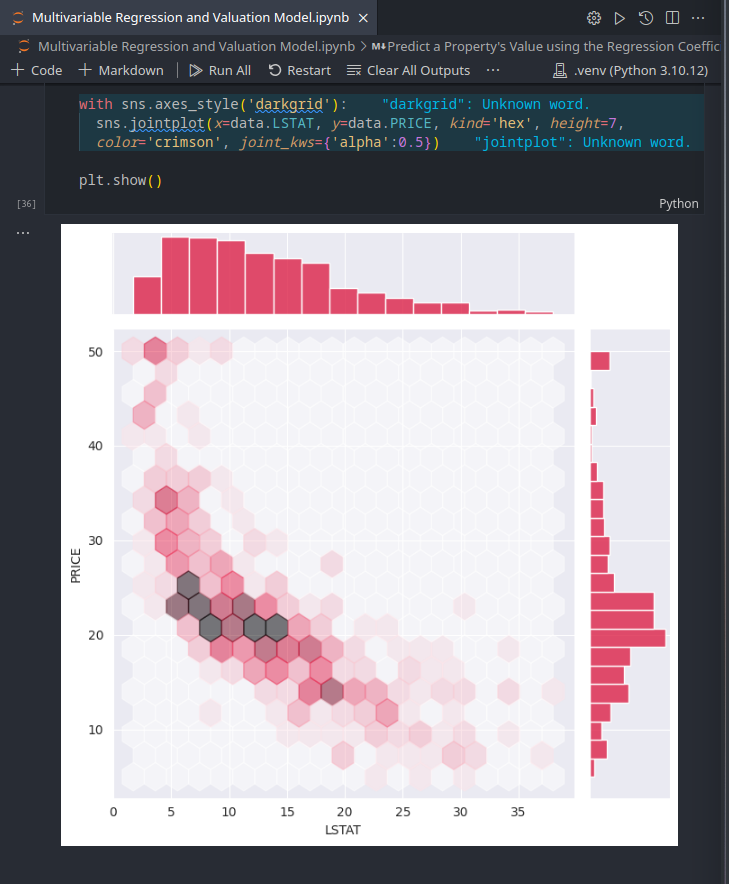 Multivariable Regression and Valuation Model.ipynb ×
Multivariable Regression and Valuation Model.ipynb > M↓Predict a Property's Value using the Regression Coeffic
+ Code + Markdown | Run All Restart Clear All Outputs ... .venv (Python 3.10.12)
with sns.axes_style('darkgrid'): "darkgrid": Unknown word.
sns.jointplot(x=data.LSTAT, y=data.PRICE, kind='hex', height=7,
color='crimson', joint_kws={'alpha':0.5}) "jointplot": Unknown word.
plt.show()
[36]
Python
...
50
40
30
20
10
PRICE
0 5 10 15 20 25 30 35
LSTAT